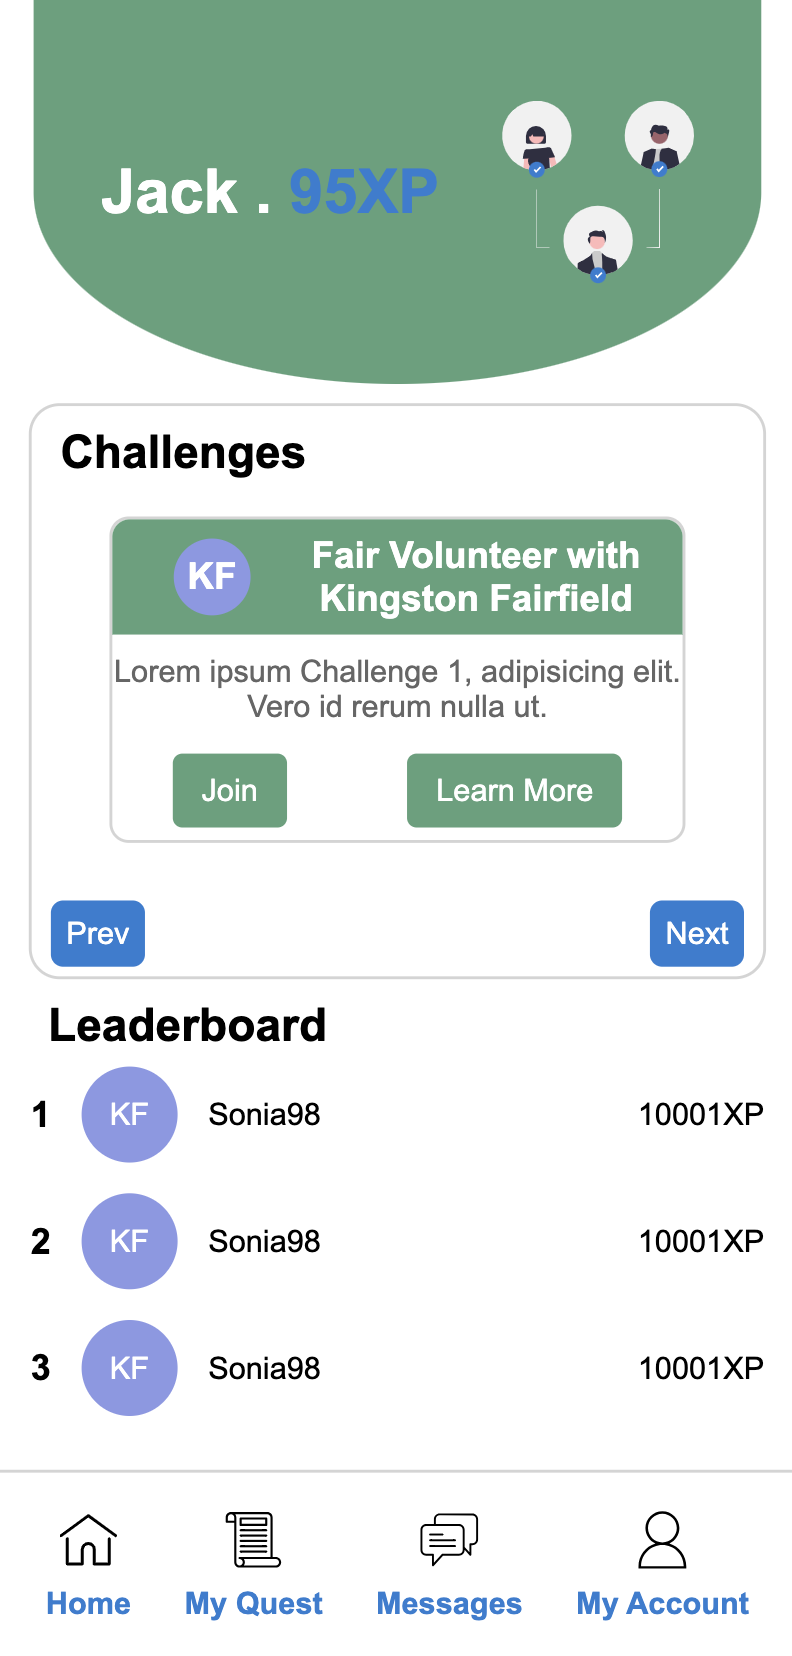 Jack . 95XP
Challenges
KF
Fair Volunteer with
Kingston Fairfield
Lorem ipsum Challenge 1, adipisicing elit.
Vero id rerum nulla ut.
Join
Learn More
Prev
Next
Leaderboard
1 KF Sonia98 10001XP
2 KF Sonia98 10001XP
3 KF Sonia98 10001XP
Home My Quest Messages My Account